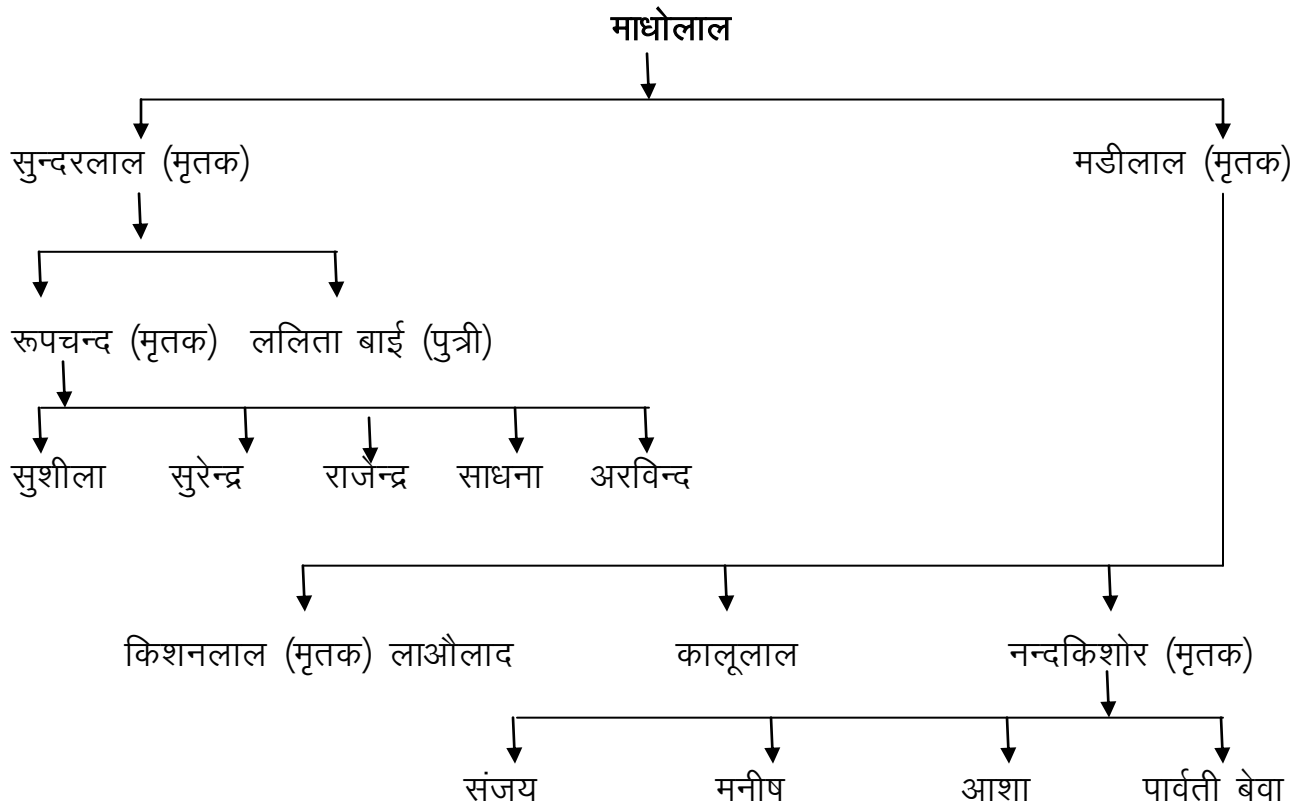 माधोलाल
सुन्दरलाल (मृतक) मडीलाल (मृतक)
रूपचन्द (मृतक) ललिता बाई (पुत्री)
सुशीला सुरेन्द्र राजेन्द्र साधना अरविन्द
किशनलाल (मृतक) लाऔलाद कालूलाल नन्दकिशोर (मृतक)
संजय मनीष आशा पार्वती बेवा